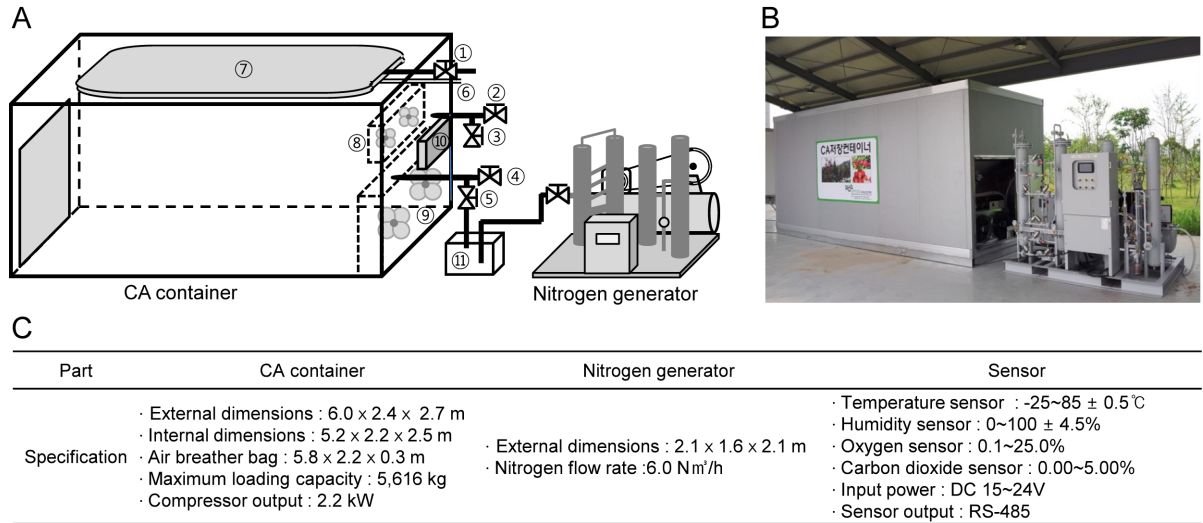 A
B
①
⑦
⑥
②
⑧
⑩
③
④
⑤
⑨
⑪
CA container
Nitrogen generator
CA저장컨테이너
C
Part
CA container
Nitrogen generator
Sensor
Specification
· External dimensions : 6.0 x 2.4 x 2.7 m
· Internal dimensions : 5.2 x 2.2 x 2.5 m
· Air breather bag : 5.8 x 2.2 x 0.3 m
· Maximum loading capacity : 5,616 kg
· Compressor output : 2.2 kW
· External dimensions : 2.1 x 1.6 x 2.1 m
· Nitrogen flow rate :6.0 N㎥/h
· Temperature sensor : -25~85 ± 0.5℃
· Humidity sensor : 0~100 ± 4.5%
· Oxygen sensor : 0.1~25.0%
· Carbon dioxide sensor : 0.00~5.00%
· Input power : DC 15~24V
· Sensor output : RS-485